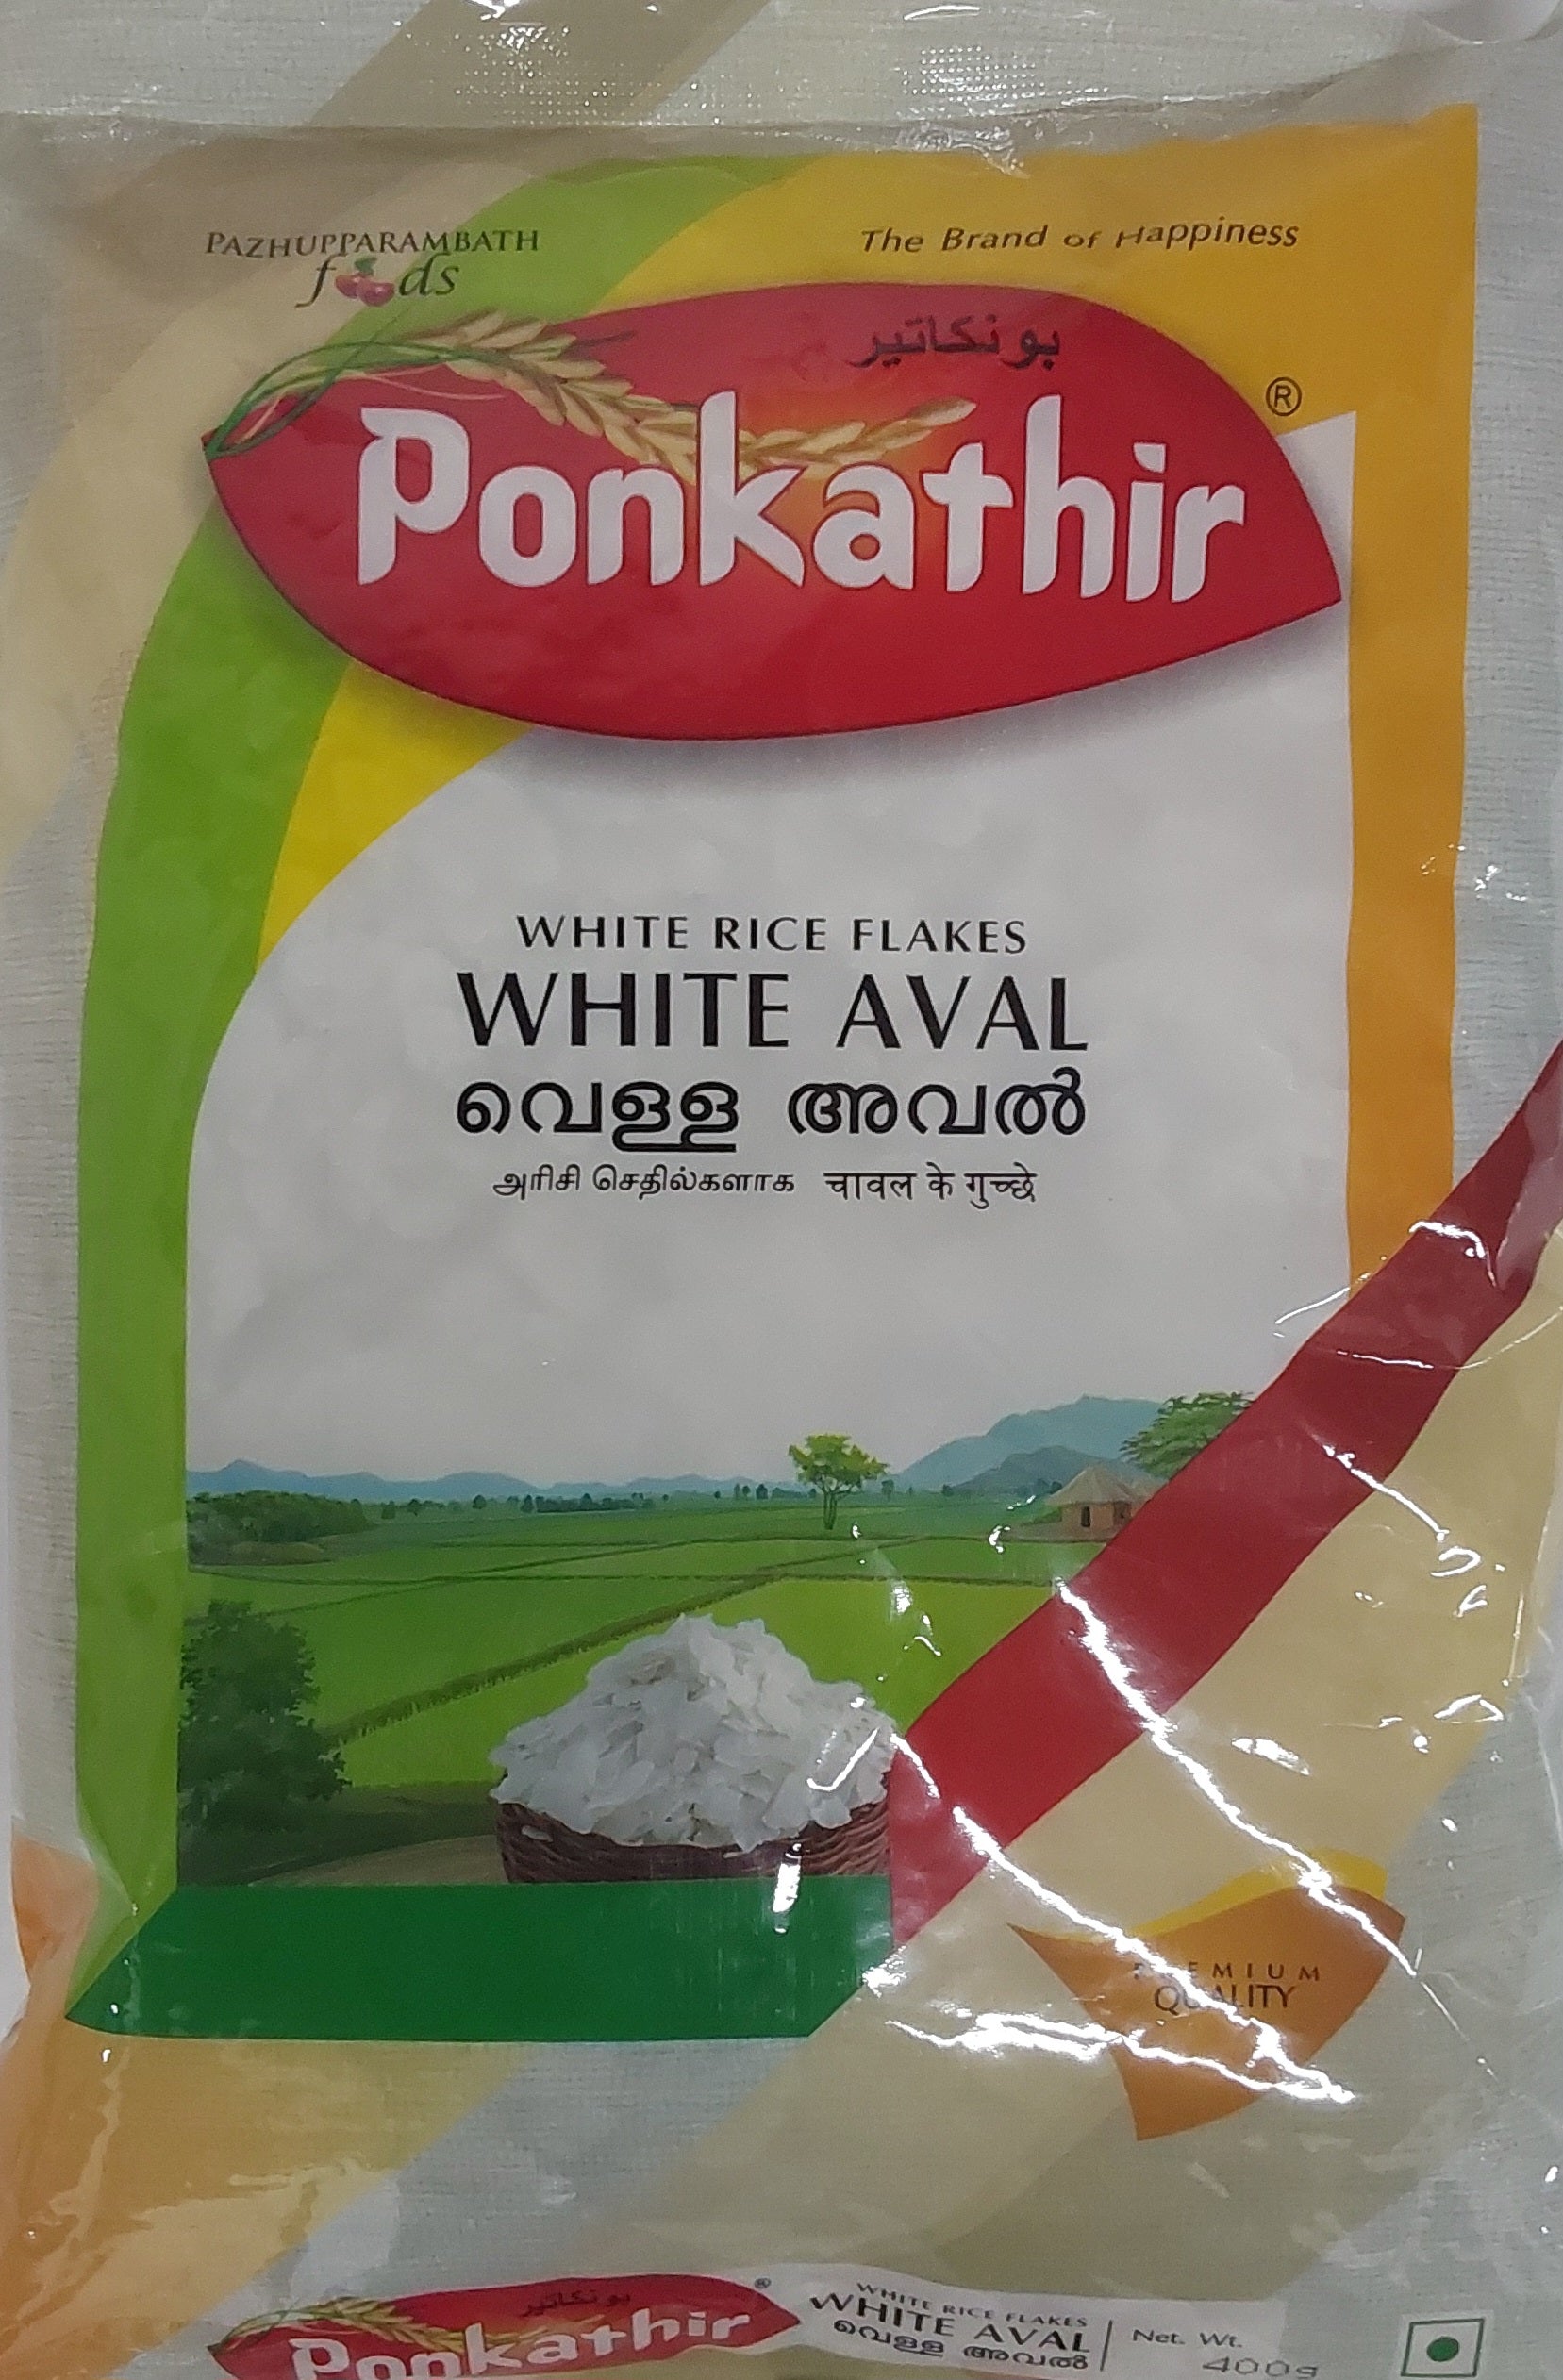 PAZHUPPARAMBATH
foods
The Brand of Happiness
بونكاتير
Ponkathir
®
WHITE RICE FLAKES
WHITE AVAL
വെള്ള അവൽ
அரிசி செதில்களாக चावल के गुच्छे
PREMIUM
QUALITY
بونكاتير
Ponkathir
®
WHITE RICE FLAKES
WHITE AVAL
വെള്ള അവൽ
Net. Wt.
400g